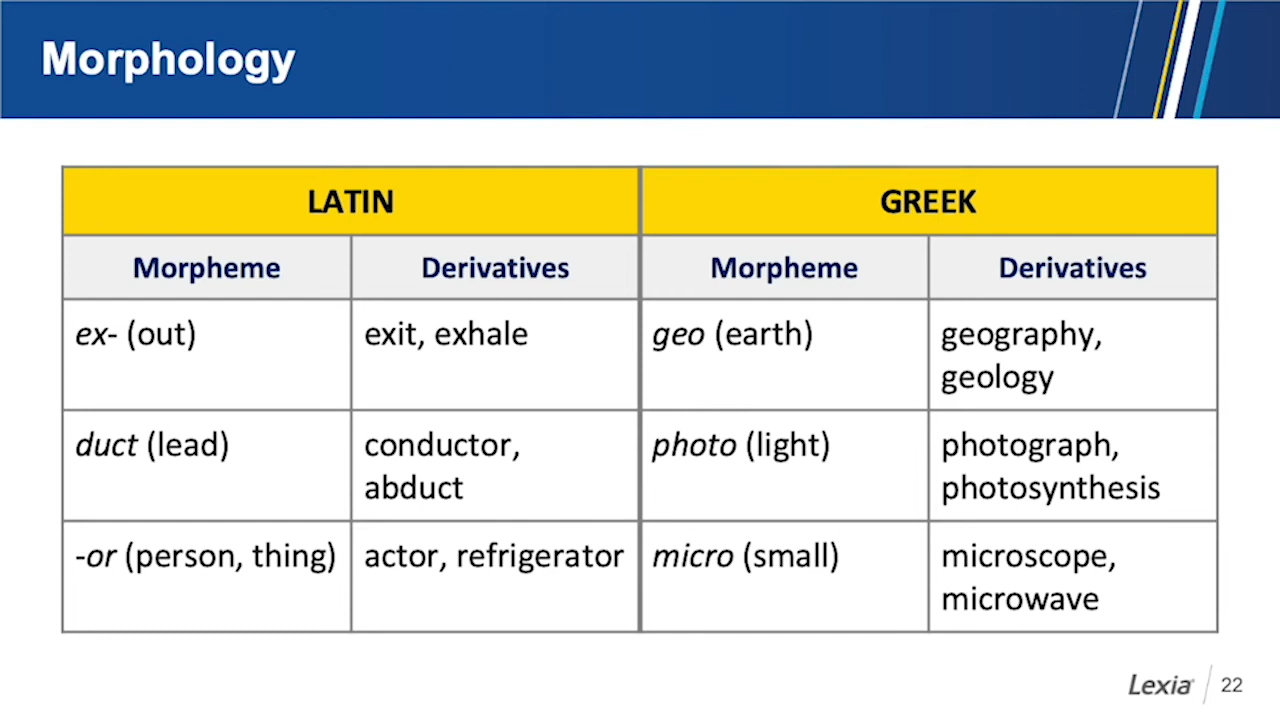 Morphology
LATIN
GREEK
Morpheme
Derivatives
Morpheme
Derivatives
ex- (out)
exit, exhale
geo (earth)
geography,
geology
duct (lead)
conductor,
abduct
photo (light)
photograph,
photosynthesis
-or (person, thing)
actor, refrigerator
micro (small)
microscope,
microwave
Lexia
22